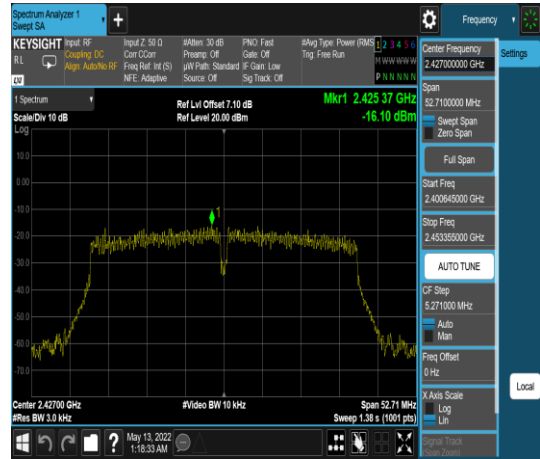 Spectrum Analyzer 1
Swept SA
+
Frequency
KEYSIGHT
RL
LXI
Input: RF
Coupling: DC
Align: Auto/No RF
Input Z: 50 Ω
Corr CCorr
Freq Ref: Int (S)
NFE: Adaptive
#Atten: 30 dB
Preamp: Off
µW Path: Standard
Source: Off
PNO: Fast
Gate: Off
IF Gain: Low
Sig Track: Off
#Avg Type: Power (RMS
Trig: Free Run
1 2 3 4 5 6
M W W W W W
P N N N N N
1 Spectrum
Scale/Div 10 dB
Ref Lvl Offset 7.10 dB
Ref Level 20.00 dBm
Mkr1 2.425 37 GHz
-16.10 dBm
Log
10.0
0.00
-10.0
-20.0
-30.0
-40.0
-50.0
-60.0
-70.0
1
Center 2.42700 GHz
#Res BW 3.0 kHz
#Video BW 10 kHz
Span 52.71 MHz
Sweep 1.38 s (1001 pts)
Center Frequency
2.427000000 GHz
Settings
Span
52.7100000 MHz
Swept Span
Zero Span
Full Span
Start Freq
2.400645000 GHz
Stop Freq
2.453355000 GHz
AUTO TUNE
CF Step
5.271000 MHz
Auto
Man
Freq Offset
0 Hz
X Axis Scale
Log
Lin
Local
Signal Track
(Span Zoom)
?
May 13, 2022
1:18:33 AM